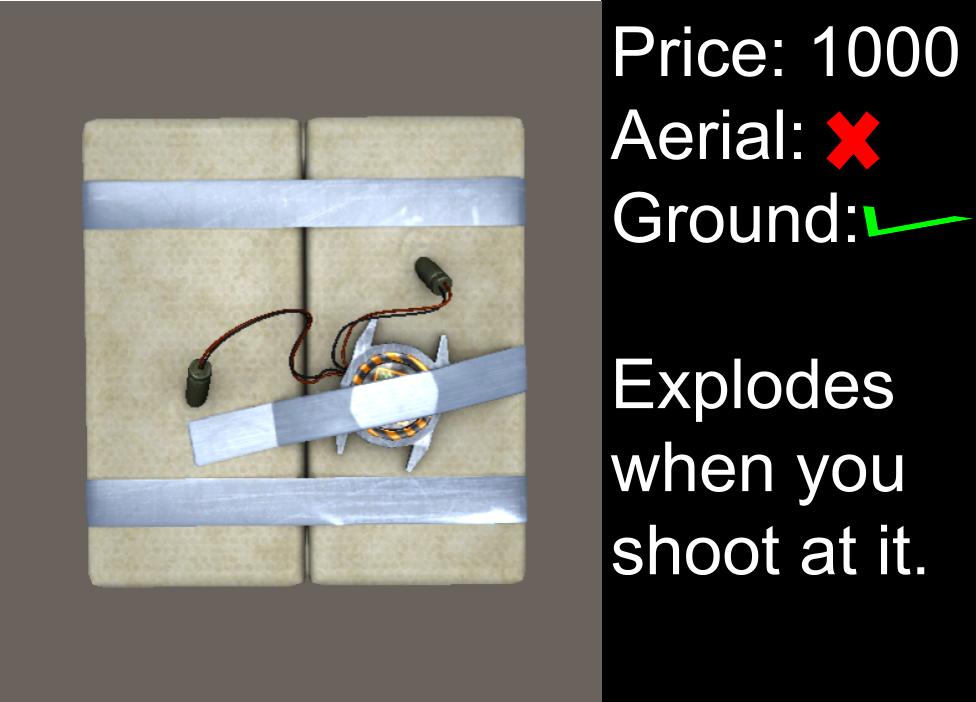 Price: 1000
Aerial:
Ground:
Explodes
when you
shoot at it.